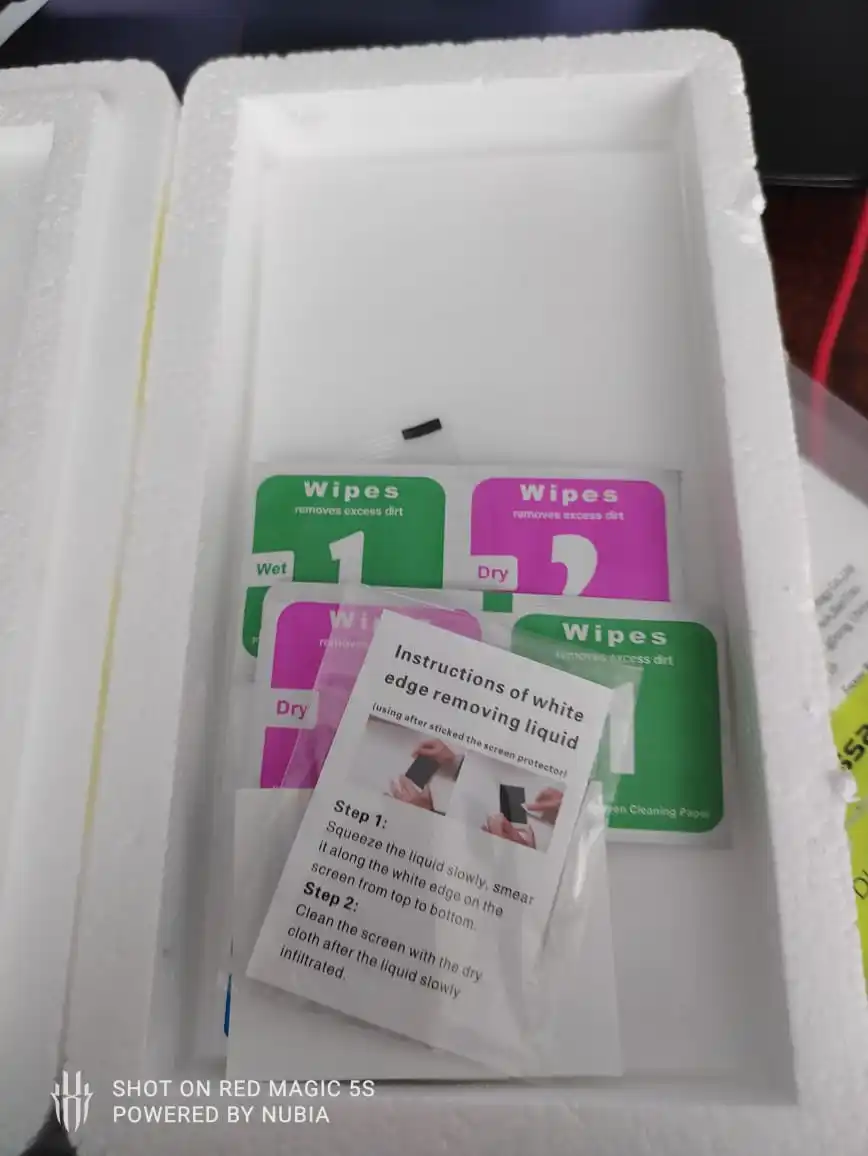 Wipes
removes excess dirt
1
Wet
Wipes
removes excess dirt
2
Dry
Wipes
Dry
Wipes
removes excess dirt
1
Cleaning Paper
Instructions of white
edge removing liquid
(using after sticked the screen protector)
Step 1:
Squeeze the liquid slowly, smear
it along the white edge on the
screen from top to bottom.
Step 2:
Clean the screen with the dry
cloth after the liquid slowly
infiltrated.
SHOT ON RED MAGIC 5S
POWERED BY NUBIA